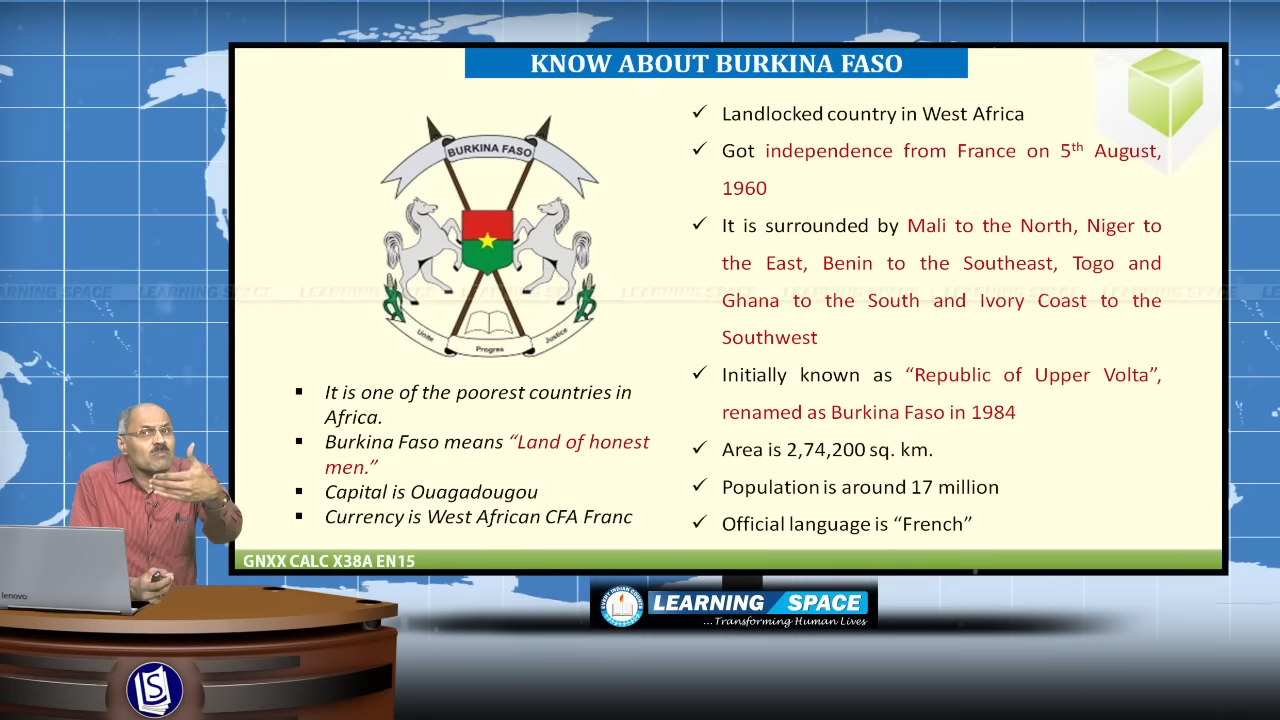 KNOW ABOUT BURKINA FASO
BURKINA FASO
Unite
Progres
Justice
▪ It is one of the poorest countries in
Africa.
▪ Burkina Faso means “Land of honest
men.”
▪ Capital is Ouagadougou
▪ Currency is West African CFA Franc
✓ Landlocked country in West Africa
✓ Got independence from France on 5th August,
1960
✓ It is surrounded by Mali to the North, Niger to
the East, Benin to the Southeast, Togo and
Ghana to the South and Ivory Coast to the
Southwest
✓ Initially known as “Republic of Upper Volta”,
renamed as Burkina Faso in 1984
✓ Area is 2,74,200 sq. km.
✓ Population is around 17 million
✓ Official language is “French”
LEARNING SPACE
GNXX CALC X38A EN15
lenovo
EVERY INDIAN COUNTS
LEARNING SPACE
...Transforming Human Lives
LS